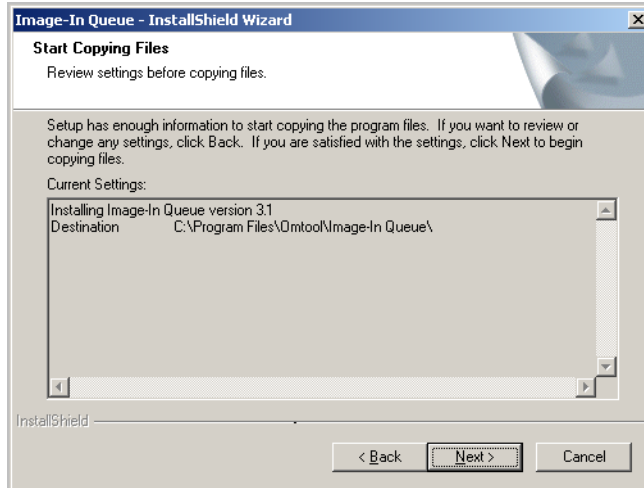 Image-In Queue - InstallShield Wizard
Start Copying Files
Review settings before copying files.
Setup has enough information to start copying the program files. If you want to review or
change any settings, click Back. If you are satisfied with the settings, click Next to begin
copying files.
Current Settings:
Installing Image-In Queue version 3.1
Destination C:\Program Files\Omtool\Image-In Queue\
InstallShield
< Back Next > Cancel